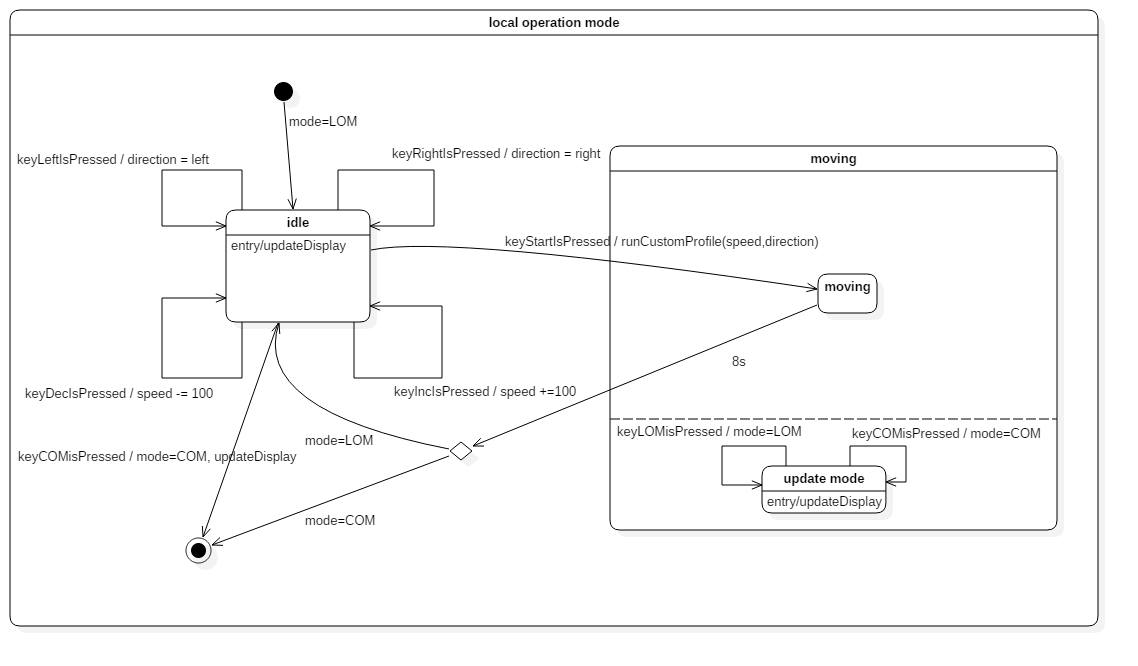 local operation mode
mode=LOM
keyLeftIsPressed / direction = left
keyRightIsPressed / direction = right
moving
idle
entry/updateDisplay
keyStartIsPressed / runCustomProfile(speed,direction)
moving
8s
keyDecIsPressed / speed -= 100
keyIncIsPressed / speed +=100
mode=LOM
keyLOMisPressed / mode=LOM
keyCOMisPressed / mode=COM
keyCOMisPressed / mode=COM, updateDisplay
update mode
entry/updateDisplay
mode=COM